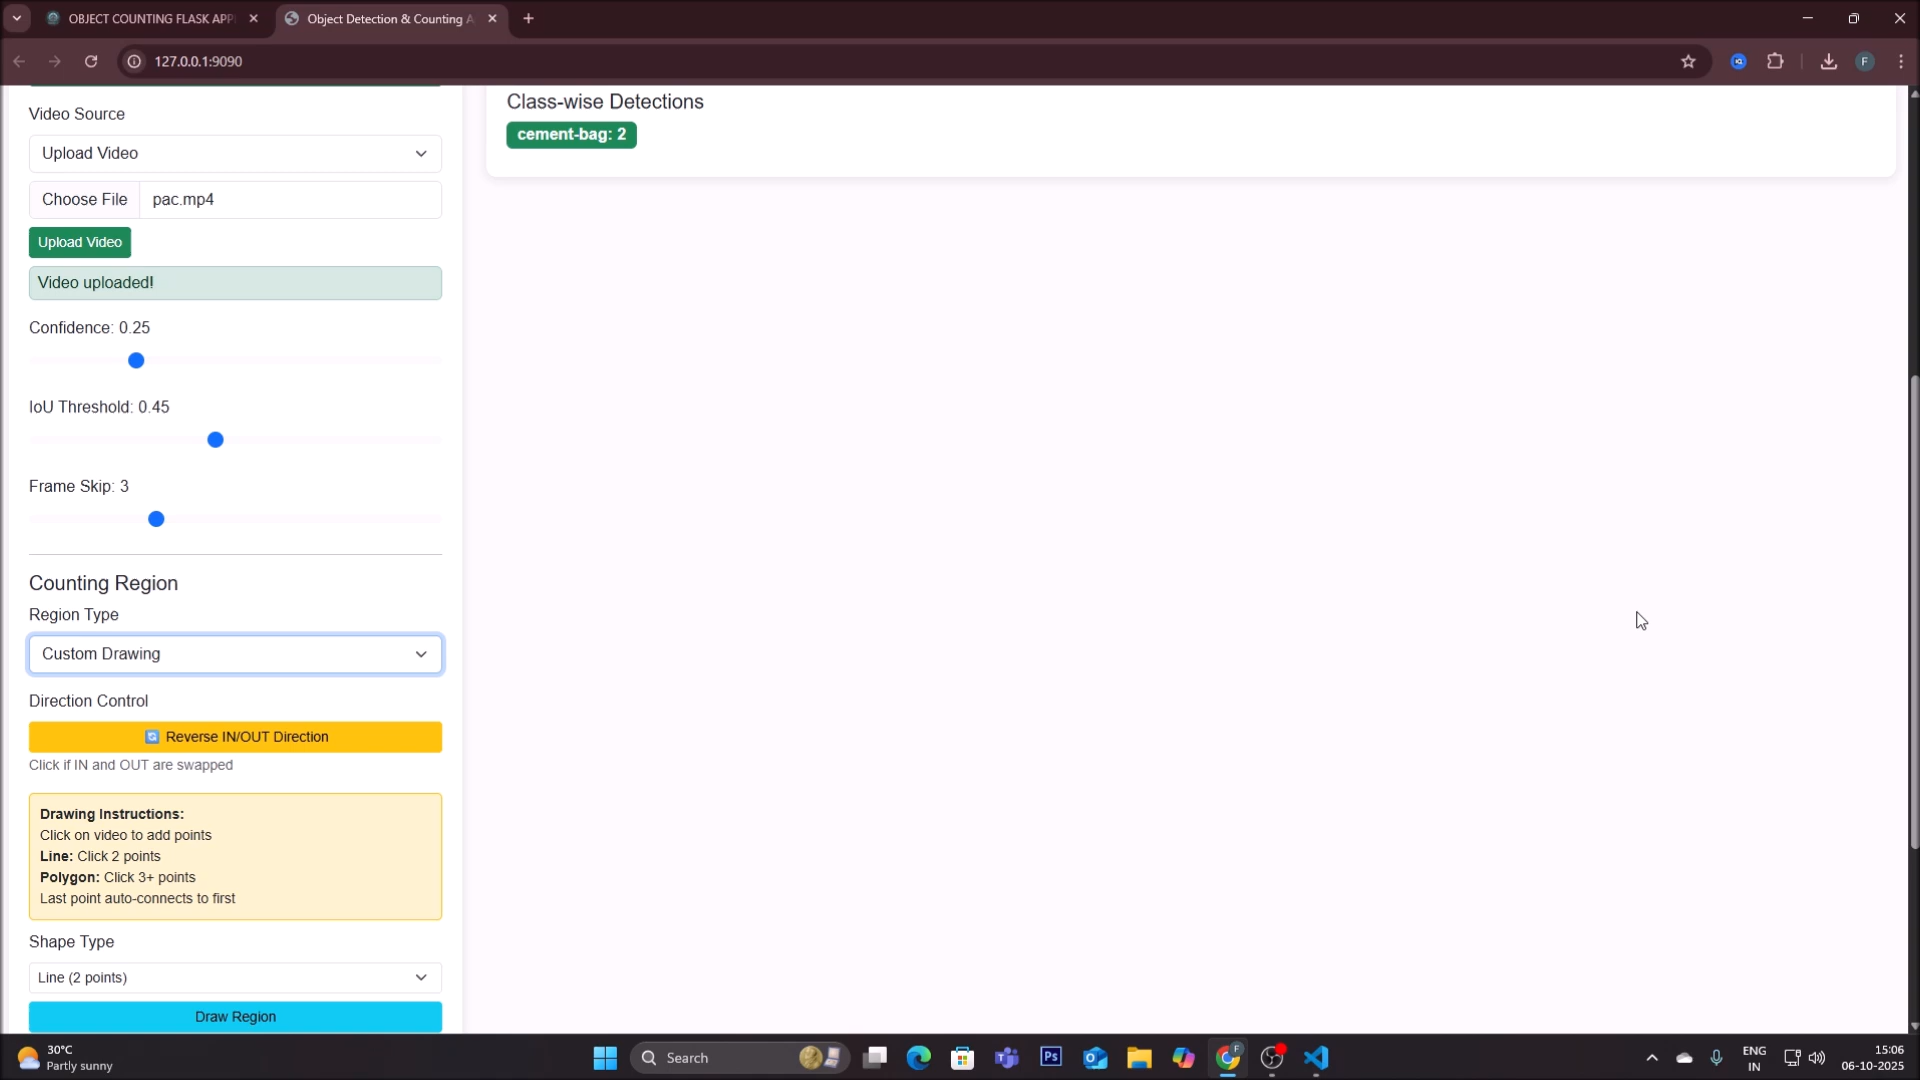 OBJECT COUNTING FLASK APP
Object Detection & Counting A
127.0.0.1:9090
F
Video Source
Upload Video
Choose File
pac.mp4
Upload Video
Video uploaded!
Confidence: 0.25
IoU Threshold: 0.45
Frame Skip: 3
Counting Region
Region Type
Custom Drawing
Direction Control
Reverse IN/OUT Direction
Click if IN and OUT are swapped
Drawing Instructions:
Click on video to add points
Line: Click 2 points
Polygon: Click 3+ points
Last point auto-connects to first
Shape Type
Line (2 points)
Draw Region
Class-wise Detections
cement-bag: 2
30°C
Partly sunny
Search
Ps
F
ENG
IN
15:06
06-10-2025